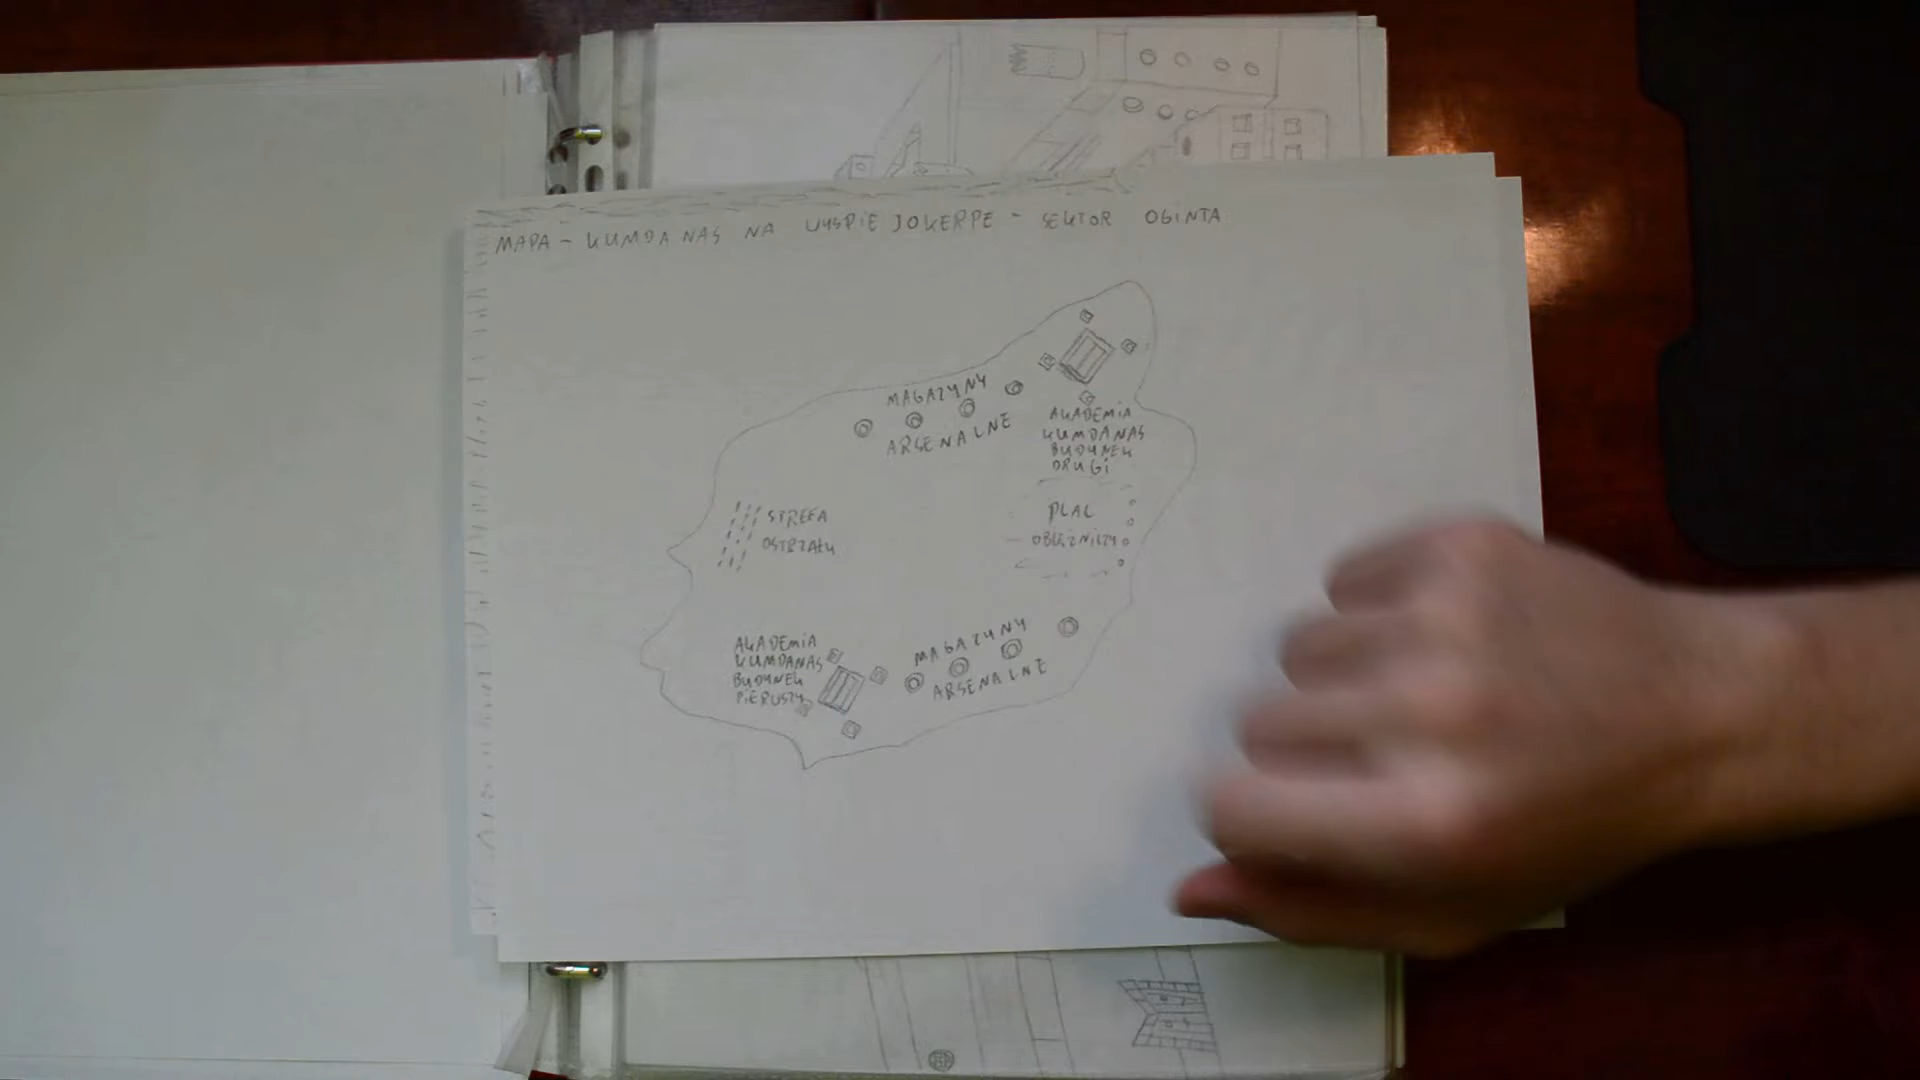 MAPA - KUMDANAS NA WYSPIE JOKERPE - SEKTOR OGINTA
MAGAZYNY
ARSENALNE
AKADEMIA
KUMDANAS
BUDYNEK
DRUGI
STREFA
OSTRZAŁU
PLAC
OBLĘŻNICZY
AKADEMIA
KUMDANAS
BUDYNEK
PIERWSZY
MAGAZYNY
ARSENALNE